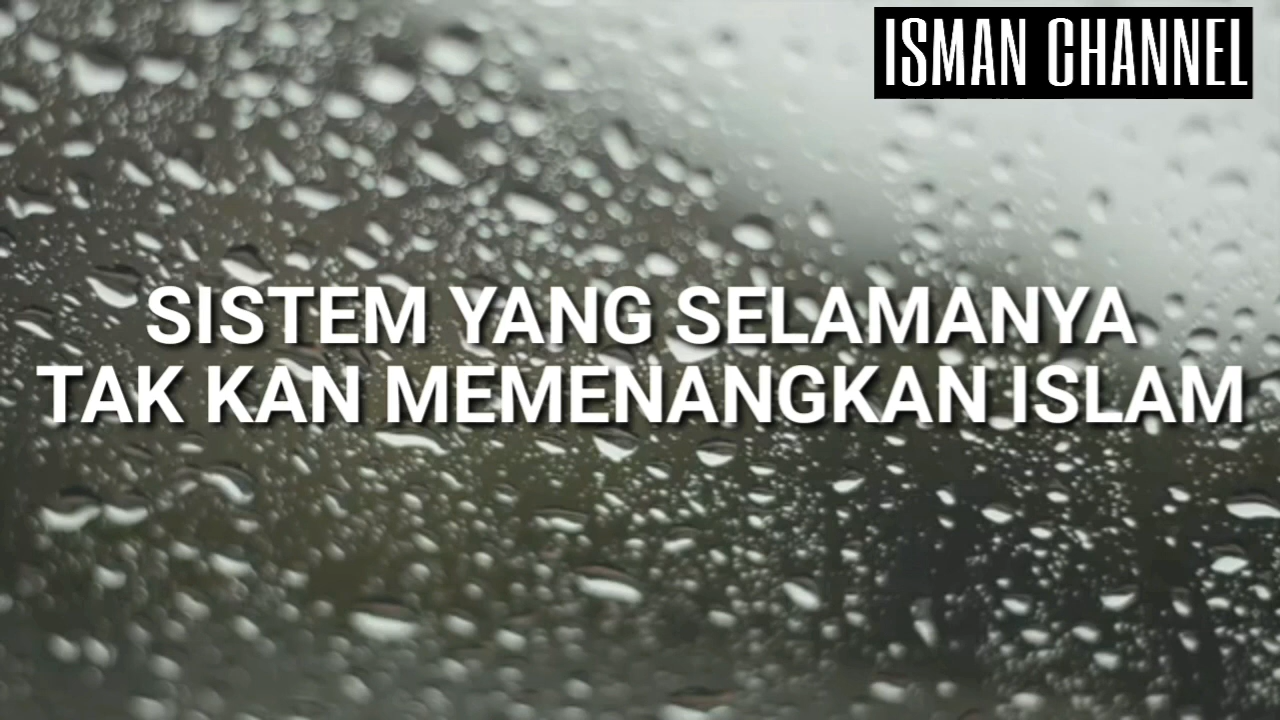 ISMAN CHANNEL
SISTEM YANG SELAMANYA
TAK KAN MEMENANGKAN ISLAM